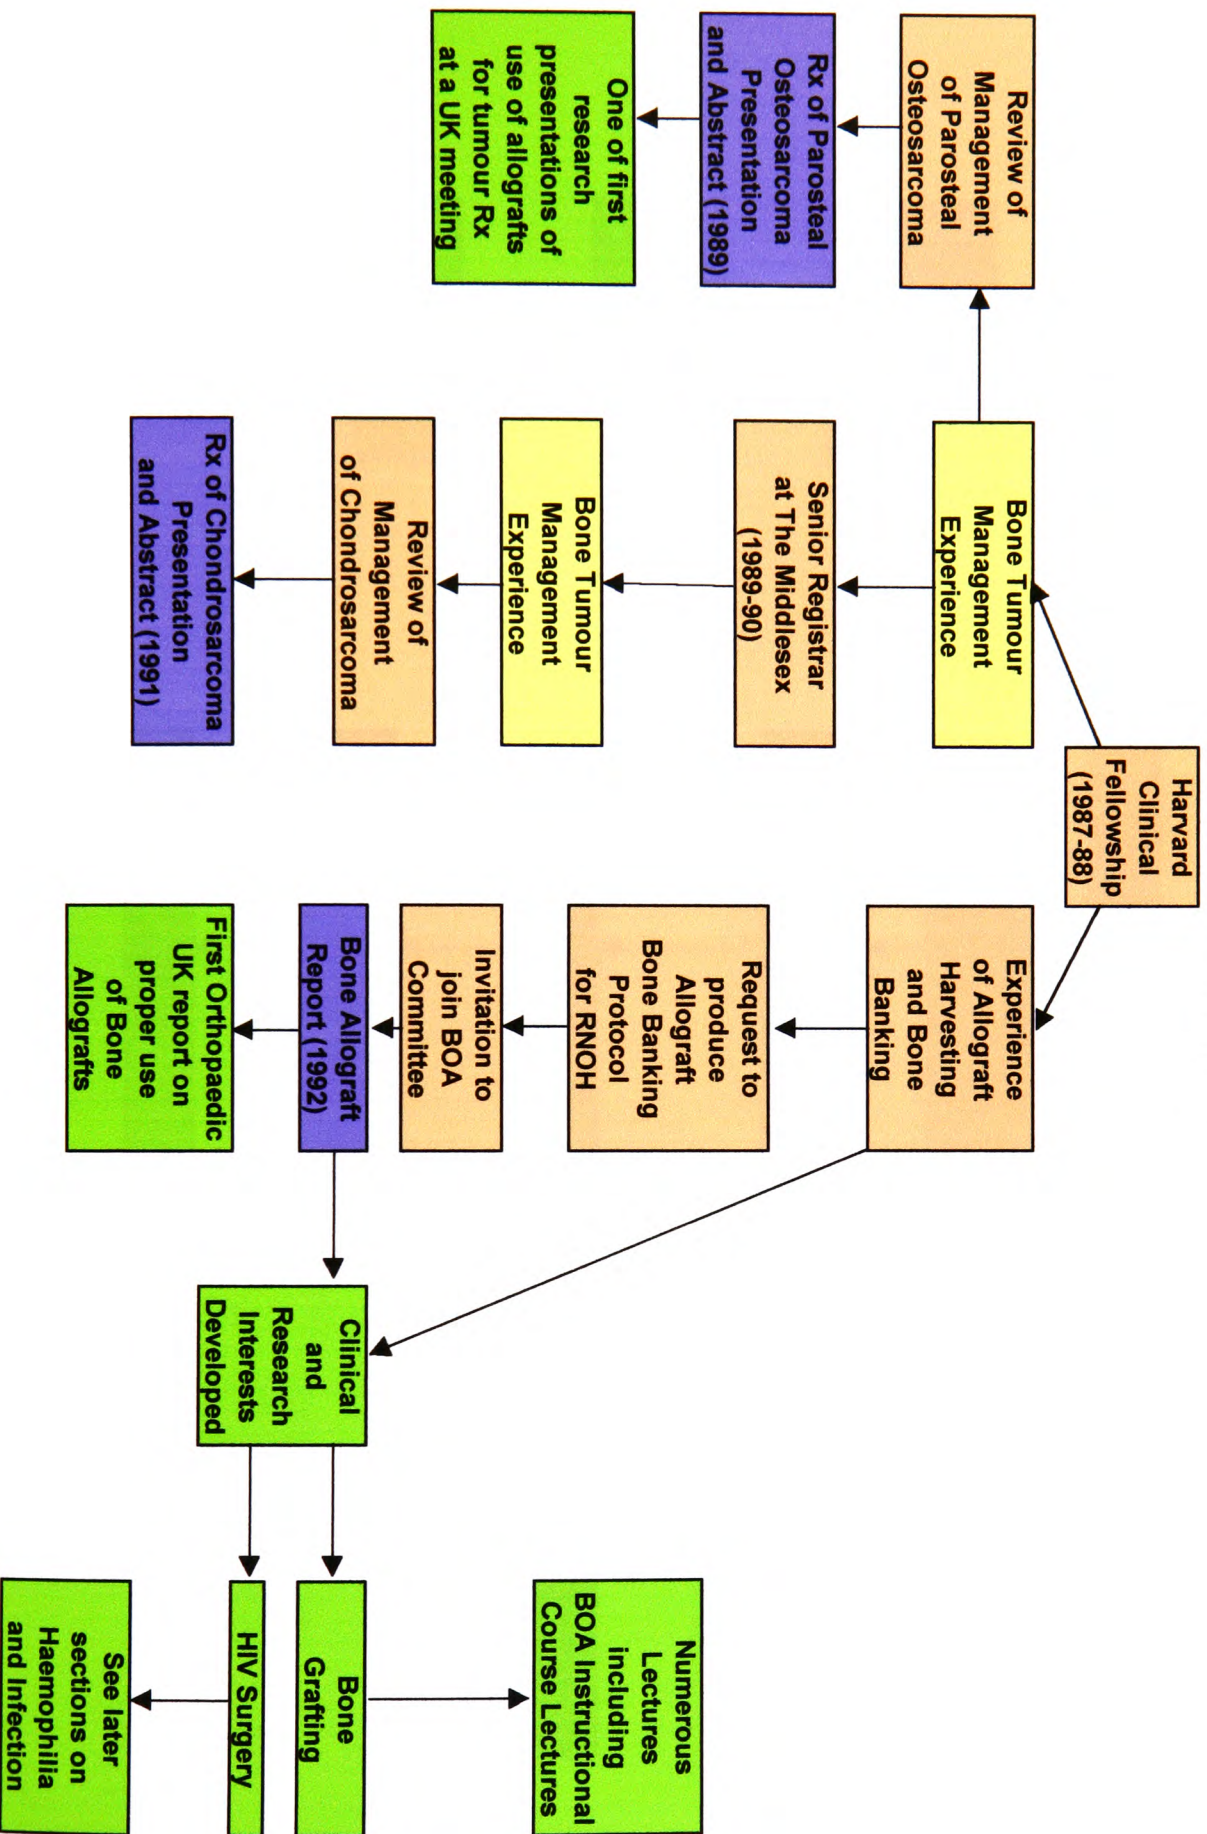 Harvard
Clinical
Fellowship
(1987-88)
Bone Tumour
Management
Experience
Review of
Management
of Parosteal
Osteosarcoma
Rx of Parosteal
Osteosarcoma
Presentation
and Abstract (1989)
One of first
research
presentations of
use of allografts
for tumour Rx
at a UK meeting
Senior Registrar
at The Middlesex
(1989-90)
Bone Tumour
Management
Experience
Review of
Management
of Chondrosarcoma
Rx of Chondrosarcoma
Presentation
and Abstract (1991)
Experience
of Allograft
Harvesting
and Bone
Banking
Request to
produce
Allograft
Bone Banking
Protocol
for RNOH
Invitation to
join BOA
Committee
Bone Allograft
Report (1992)
First Orthopaedic
UK report on
proper use
of Bone
Allografts
Clinical
and
Research
Interests
Developed
Numerous
Lectures
including
BOA Instructional
Course Lectures
Bone
Grafting
HIV Surgery
See later
sections on
Haemophilia
and Infection